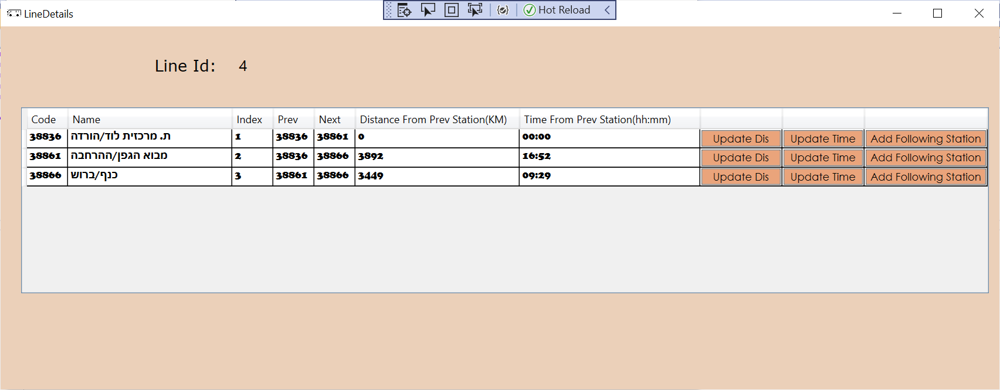 LineDetails
Hot Reload
Line Id: 4
Code Name Index Prev Next Distance From Prev Station(KM) Time From Prev Station(hh:mm)
38836 ת. מרכזית לוד/הורדה 1 38836 38861 0 00:00 Update Dis Update Time Add Following Station
38861 מבוא הגפן/ההרחבה 2 38836 38866 3892 16:52 Update Dis Update Time Add Following Station
38866 כנף/ברוש 3 38861 38866 3449 09:29 Update Dis Update Time Add Following Station